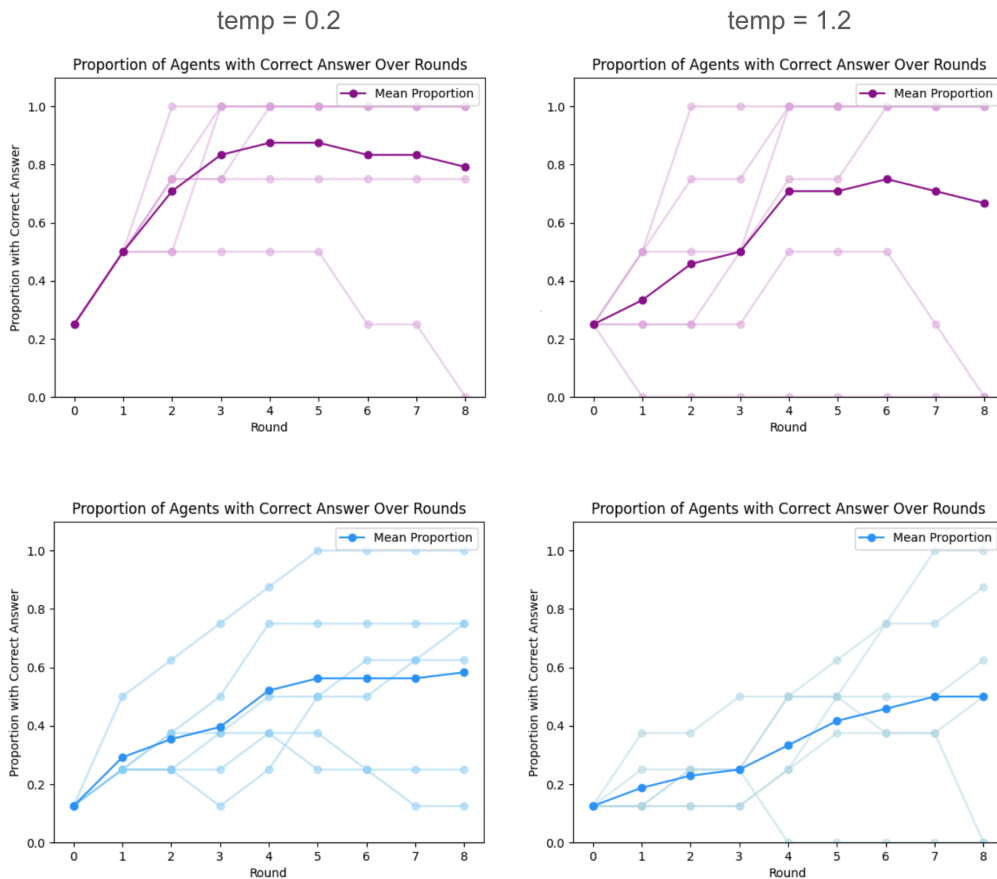 temp = 0.2
temp = 1.2
Proportion of Agents with Correct Answer Over Rounds
Mean Proportion
1.0
0.8
0.6
0.4
0.2
0.0
Proportion with Correct Answer
0 1 2 3 4 5 6 7 8
Round
Proportion of Agents with Correct Answer Over Rounds
Mean Proportion
1.0
0.8
0.6
0.4
0.2
0.0
0 1 2 3 4 5 6 7 8
Round
Proportion of Agents with Correct Answer Over Rounds
Mean Proportion
1.0
0.8
0.6
0.4
0.2
0.0
Proportion with Correct Answer
0 1 2 3 4 5 6 7 8
Round
Proportion of Agents with Correct Answer Over Rounds
Mean Proportion
1.0
0.8
0.6
0.4
0.2
0.0
Proportion with Correct Answer
0 1 2 3 4 5 6 7 8
Round